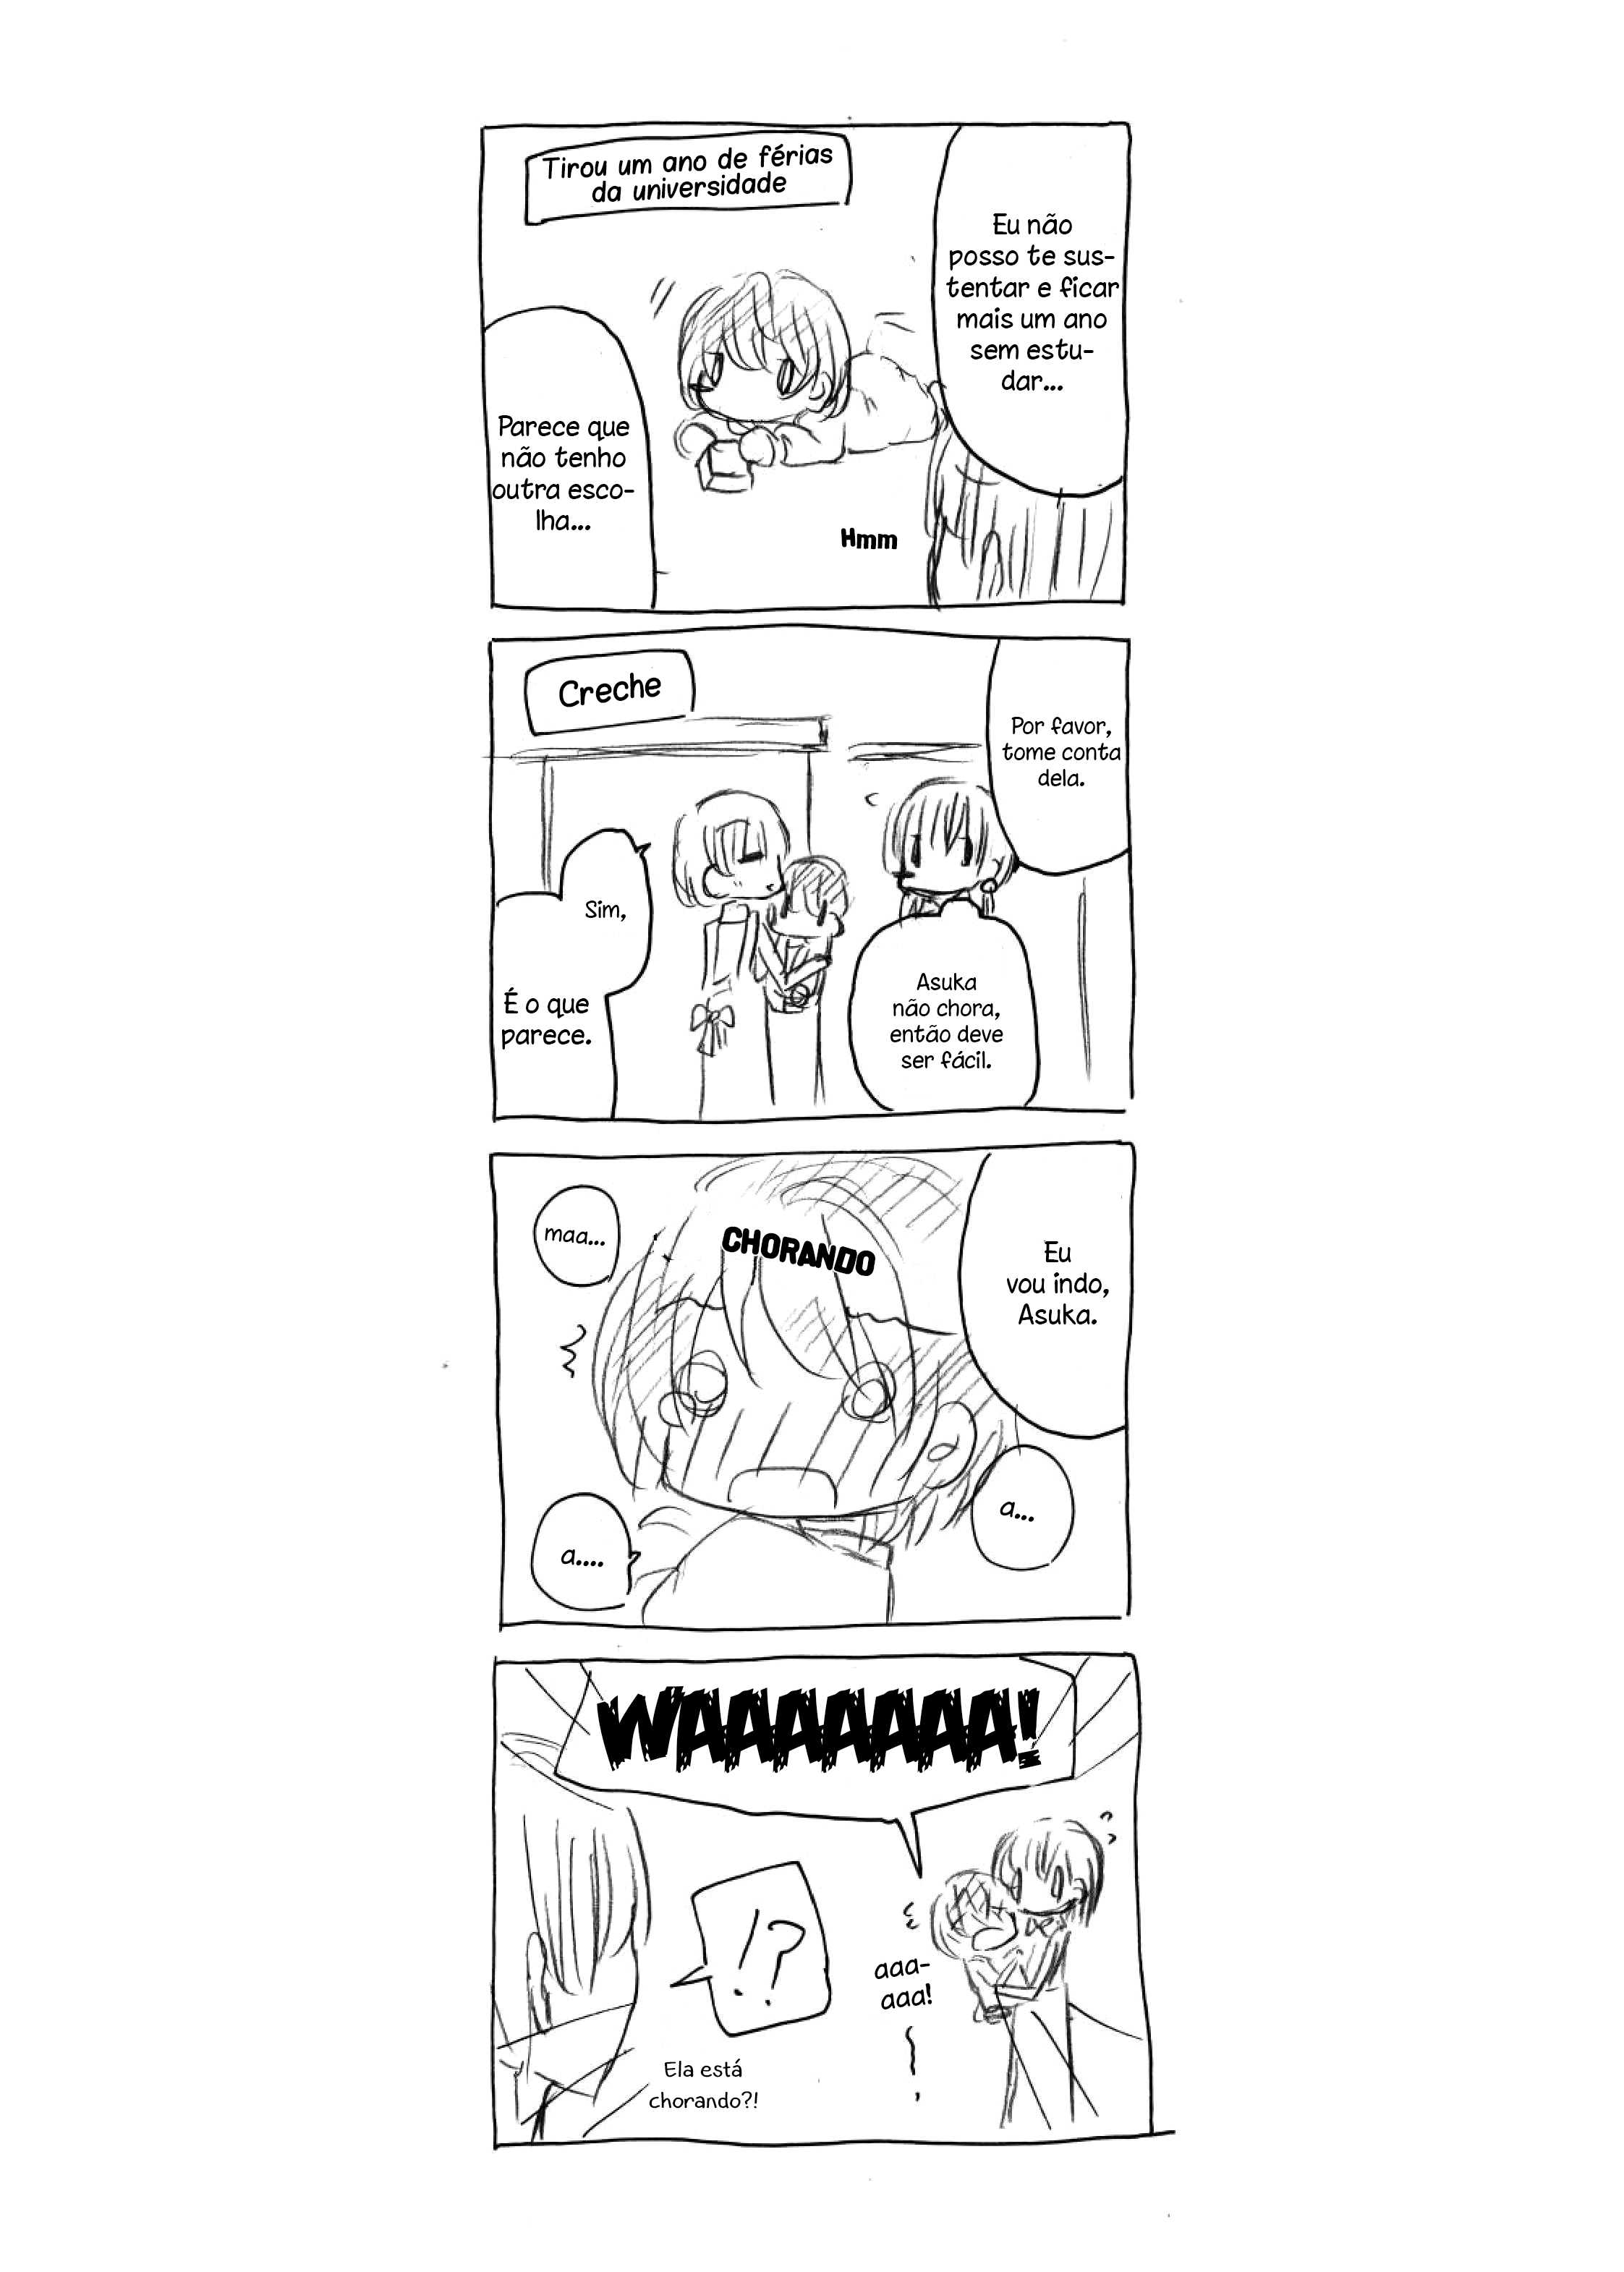 Tirou um ano de férias
da universidade
Eu não
posso te sus-
tentar e ficar
mais um ano
sem estu-
dar...
Parece que
não tenho
outra esco-
lha...
Hmm
Creche
Por favor,
tome conta
dela.
Asuka
não chora,
então deve
ser fácil.
Sim,
É o que
parece.
Eu
vou indo,
Asuka.
CHORANDO
maa...
a...
a....
WAAAAAAA!
aaa-
aaa!
!?
Ela está
chorando?!